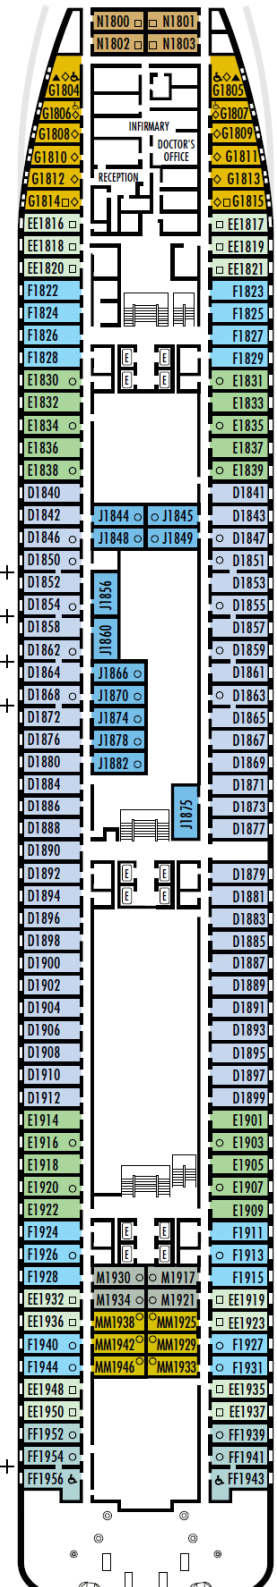 N1800 N1801
N1802 N1803
G1804 G1805
G1806 G1807
G1808 G1809
INFIRMARY
G1810 DOCTOR'S G1811
OFFICE
G1812 RECEPTION G1813
G1814 G1815
EE1816 EE1817
EE1818 EE1819
EE1820 EE1821
F1822 F1823
F1824 F1825
F1826 F1827
F1828 E E F1829
E1830 E E E1831
E1832 E1833
E1834 E1835
E1836 E1837
E1838 E1839
D1840 D1841
D1842 J1844 J1845 D1843
D1846 J1848 J1849 D1847
D1850 D1851
D1852 J1856 D1853
D1854 D1855
D1858 J1860 D1857
D1862 D1859
D1864 J1866 D1861
D1868 J1870 D1863
D1872 J1874 D1865
D1876 J1878 D1867
D1880 J1882 D1869
D1884 D1871
D1886 J1875 D1873
D1888 D1877
D1890
D1892 E E D1879
D1894 E E D1881
D1896 D1883
D1898 D1885
D1900 D1887
D1902 D1889
D1904 D1891
D1906 D1893
D1908 D1895
D1910 D1897
D1912 D1899
E1914 E1901
E1916 E1903
E1918 E1905
E1920 E1907
E1922 E1909
F1924 E E F1911
F1926 E E F1913
F1928 M1930 M1917 F1915
EE1932 M1934 M1921 EE1919
EE1936 MM1938 MM1925 EE1923
F1940 MM1942 MM1929 F1927
F1944 MM1946 MM1933 F1931
EE1948 EE1935
EE1950 EE1937
FF1952 FF1939
FF1954 FF1941
FF1956 FF1943